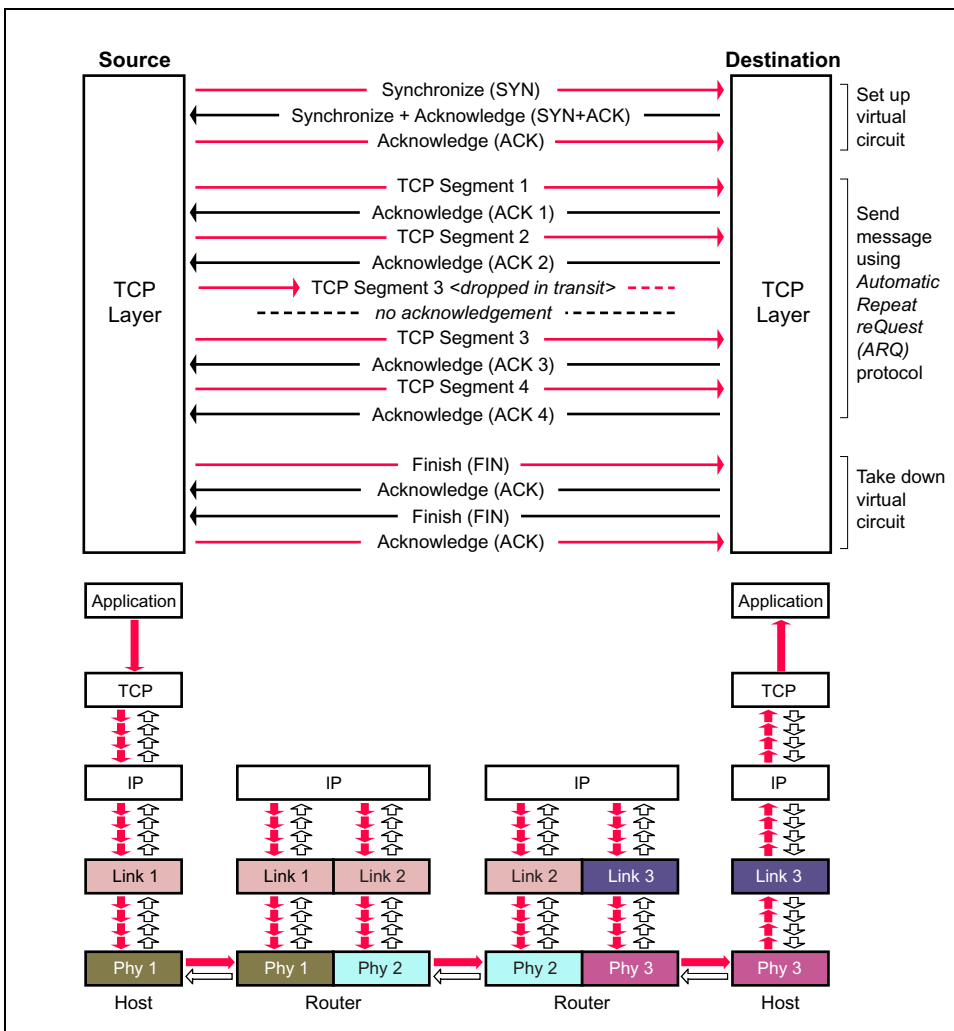 Source
Destination
Synchronize (SYN)
Synchronize + Acknowledge (SYN+ACK)
Acknowledge (ACK)
Set up
virtual
circuit
TCP Segment 1
Acknowledge (ACK 1)
TCP Segment 2
Acknowledge (ACK 2)
TCP Segment 3 <dropped in transit>
no acknowledgement
TCP Segment 3
Acknowledge (ACK 3)
TCP Segment 4
Acknowledge (ACK 4)
TCP
Layer
TCP
Layer
Send
message
using
Automatic
Repeat
reQuest
(ARQ)
protocol
Finish (FIN)
Acknowledge (ACK)
Finish (FIN)
Acknowledge (ACK)
Take down
virtual
circuit
Application
Application
TCP
TCP
IP
IP
IP
IP
Link 1
Link 1
Link 2
Link 2
Link 3
Link 3
Phy 1
Phy 1
Phy 2
Phy 2
Phy 3
Phy 3
Host
Router
Router
Host